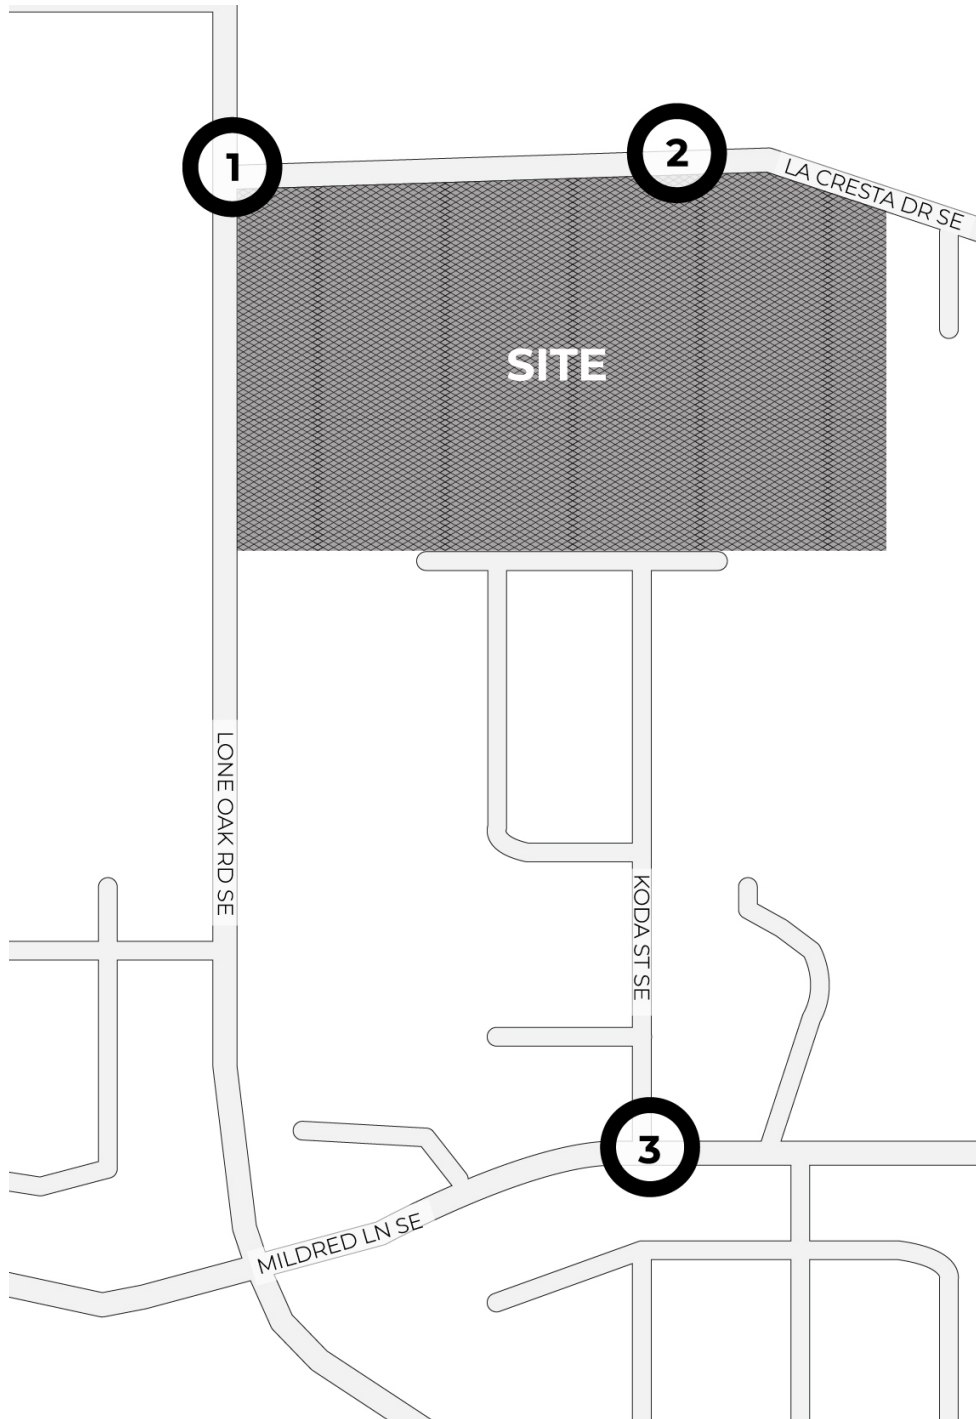 1
2
LA CRESTA DR SE
SITE
LONE OAK RD SE
KODA ST SE
3
MILDRED LN SE